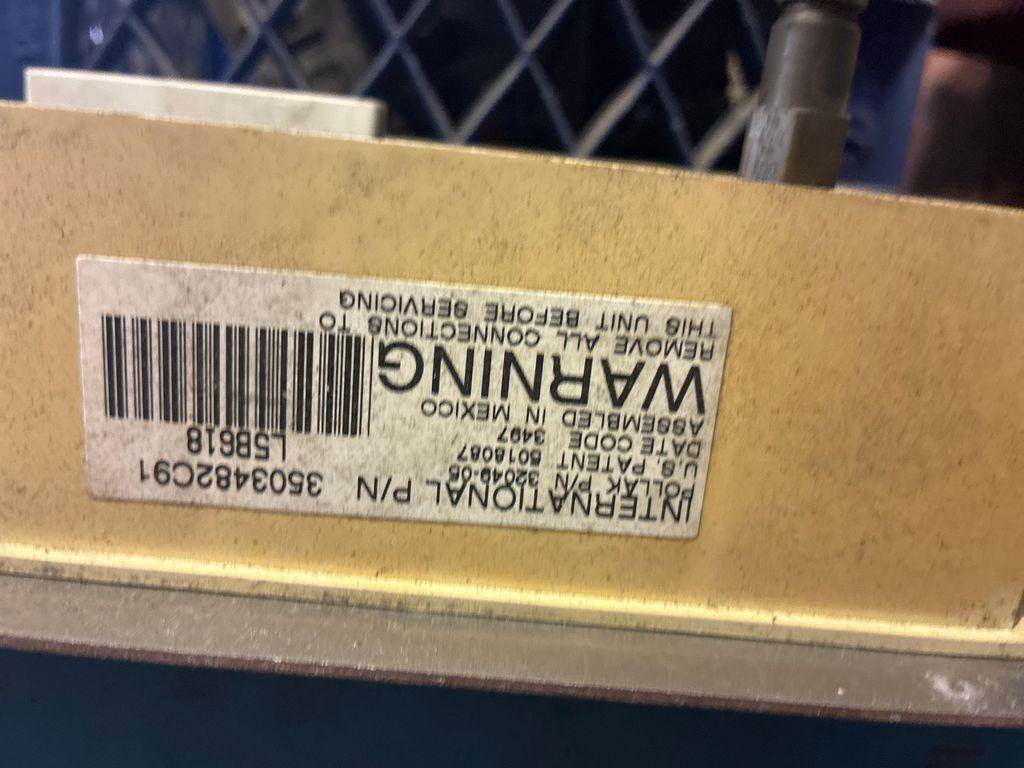 INTERNATIONAL P/N 3503482C91
POLLAK P/N 32049-05
U.S. PATENT 5018087
DATE CODE 3497
ASSEMBLED IN MEXICO
L5B618
WARNING
REMOVE ALL CONNECTIONS TO
THIS UNIT BEFORE SERVICING